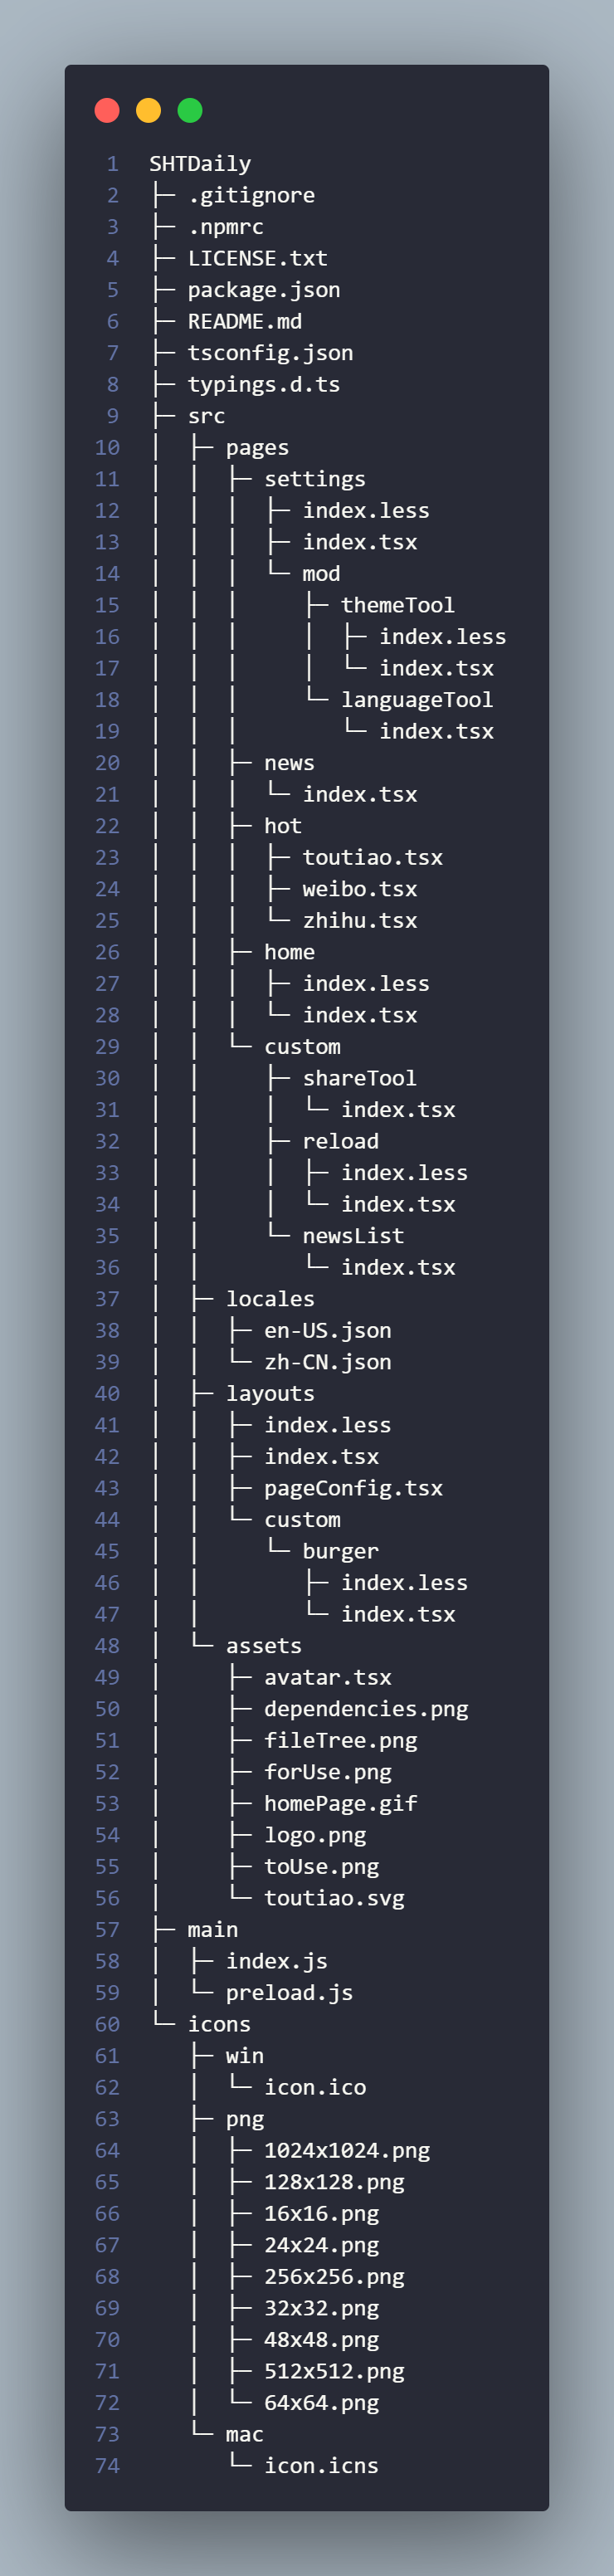 1 SHTDaily
2 ├─ .gitignore
3 ├─ .npmrc
4 ├─ LICENSE.txt
5 ├─ package.json
6 ├─ README.md
7 ├─ tsconfig.json
8 ├─ typings.d.ts
9 ├─ src
10 │  ├─ pages
11 │  │  ├─ settings
12 │  │  │  ├─ index.less
13 │  │  │  ├─ index.tsx
14 │  │  │  └─ mod
15 │  │  │     ├─ themeTool
16 │  │  │     │  ├─ index.less
17 │  │  │     │  └─ index.tsx
18 │  │  │     └─ languageTool
19 │  │  │        └─ index.tsx
20 │  │  ├─ news
21 │  │  │  └─ index.tsx
22 │  │  ├─ hot
23 │  │  │  ├─ toutiao.tsx
24 │  │  │  ├─ weibo.tsx
25 │  │  │  └─ zhihu.tsx
26 │  │  ├─ home
27 │  │  │  ├─ index.less
28 │  │  │  └─ index.tsx
29 │  │  └─ custom
30 │  │     ├─ shareTool
31 │  │     │  └─ index.tsx
32 │  │     ├─ reload
33 │  │     │  ├─ index.less
34 │  │     │  └─ index.tsx
35 │  │     └─ newsList
36 │  │        └─ index.tsx
37 │  ├─ locales
38 │  │  ├─ en-US.json
39 │  │  └─ zh-CN.json
40 │  ├─ layouts
41 │  │  ├─ index.less
42 │  │  ├─ index.tsx
43 │  │  ├─ pageConfig.tsx
44 │  │  └─ custom
45 │  │     └─ burger
46 │  │        ├─ index.less
47 │  │        └─ index.tsx
48 │  └─ assets
49 │     ├─ avatar.tsx
50 │     ├─ dependencies.png
51 │     ├─ fileTree.png
52 │     ├─ forUse.png
53 │     ├─ homePage.gif
54 │     ├─ logo.png
55 │     ├─ toUse.png
56 │     └─ toutiao.svg
57 ├─ main
58 │  ├─ index.js
59 │  └─ preload.js
60 └─ icons
61    ├─ win
62    │  └─ icon.ico
63    ├─ png
64    │  ├─ 1024x1024.png
65    │  ├─ 128x128.png
66    │  ├─ 16x16.png
67    │  ├─ 24x24.png
68    │  ├─ 256x256.png
69    │  ├─ 32x32.png
70    │  ├─ 48x48.png
71    │  ├─ 512x512.png
72    │  └─ 64x64.png
73    └─ mac
74       └─ icon.icns